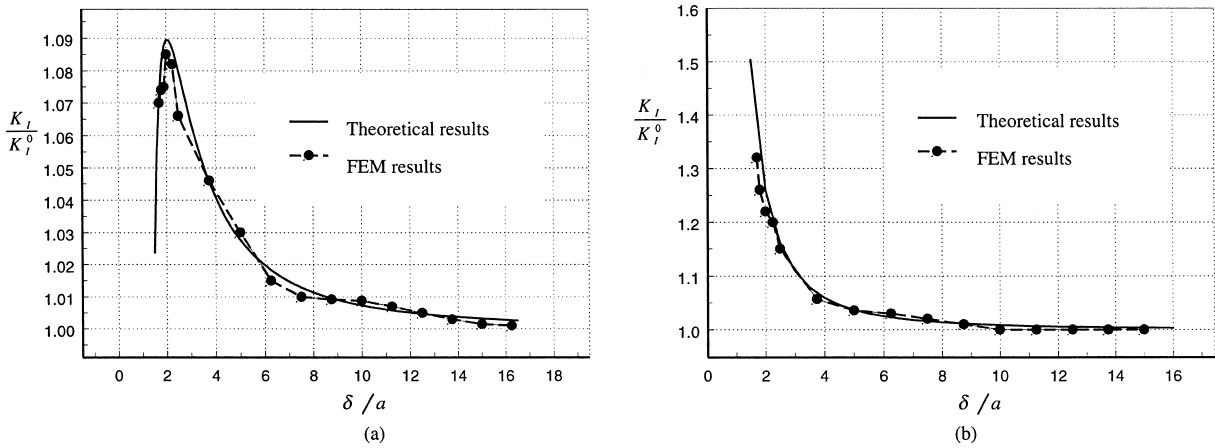 1.09
1.08
1.07
1.06
1.05
1.04
1.03
1.02
1.01
1.00
K_I
K_I^0
Theoretical results
FEM results
0 2 4 6 8 10 12 14 16 18
δ / a
(a)
1.6
1.5
1.4
1.3
1.2
1.1
1.0
K_I
K_I^0
Theoretical results
FEM results
0 2 4 6 8 10 12 14 16 18
δ / a
(b)